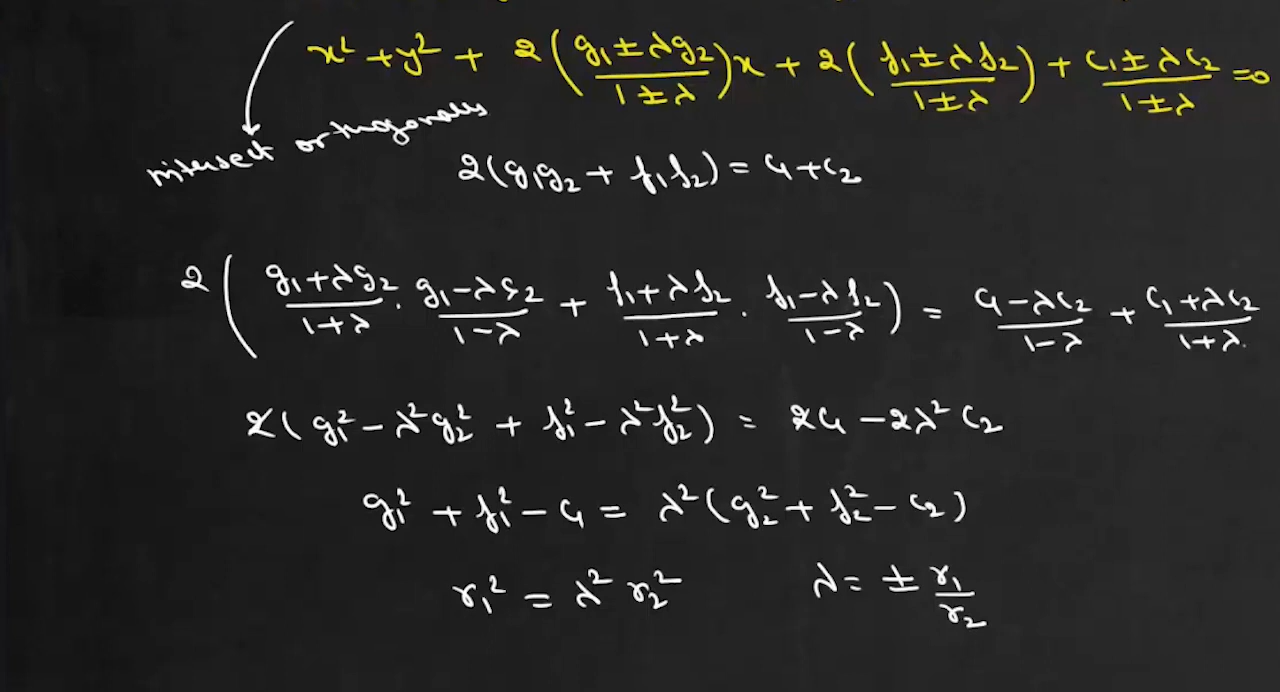 x² + y² + 2((g₁ ± λg₂)/(1 ± λ))x + 2((f₁ ± λf₂)/(1 ± λ)) + (c₁ ± λc₂)/(1 ± λ) = 0
intersect orthogonally
2(g₁g₂ + f₁f₂) = c₁ + c₂
2((g₁ + λg₂)/(1 + λ) · (g₁ - λg₂)/(1 - λ) + (f₁ + λf₂)/(1 + λ) · (f₁ - λf₂)/(1 - λ)) = (c₁ - λc₂)/(1 - λ) + (c₁ + λc₂)/(1 + λ)
2(g₁² - λ²g₂² + f₁² - λ²f₂²) = 2c₁ - 2λ²c₂
g₁² + f₁² - c₁ = λ²(g₂² + f₂² - c₂)
r₁² = λ² r₂² λ = ± r₁/r₂